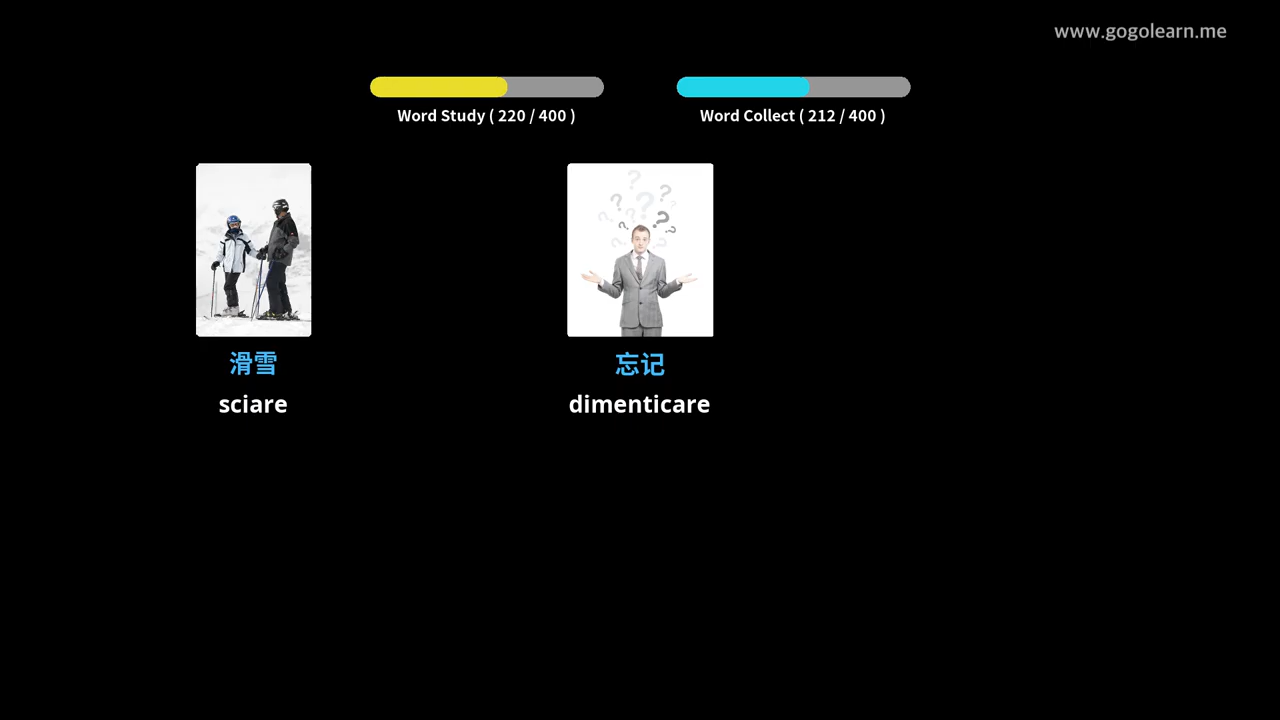 www.gogolearn.me
Word Study ( 220 / 400 )
Word Collect ( 212 / 400 )
滑雪
忘记
sciare
dimenticare